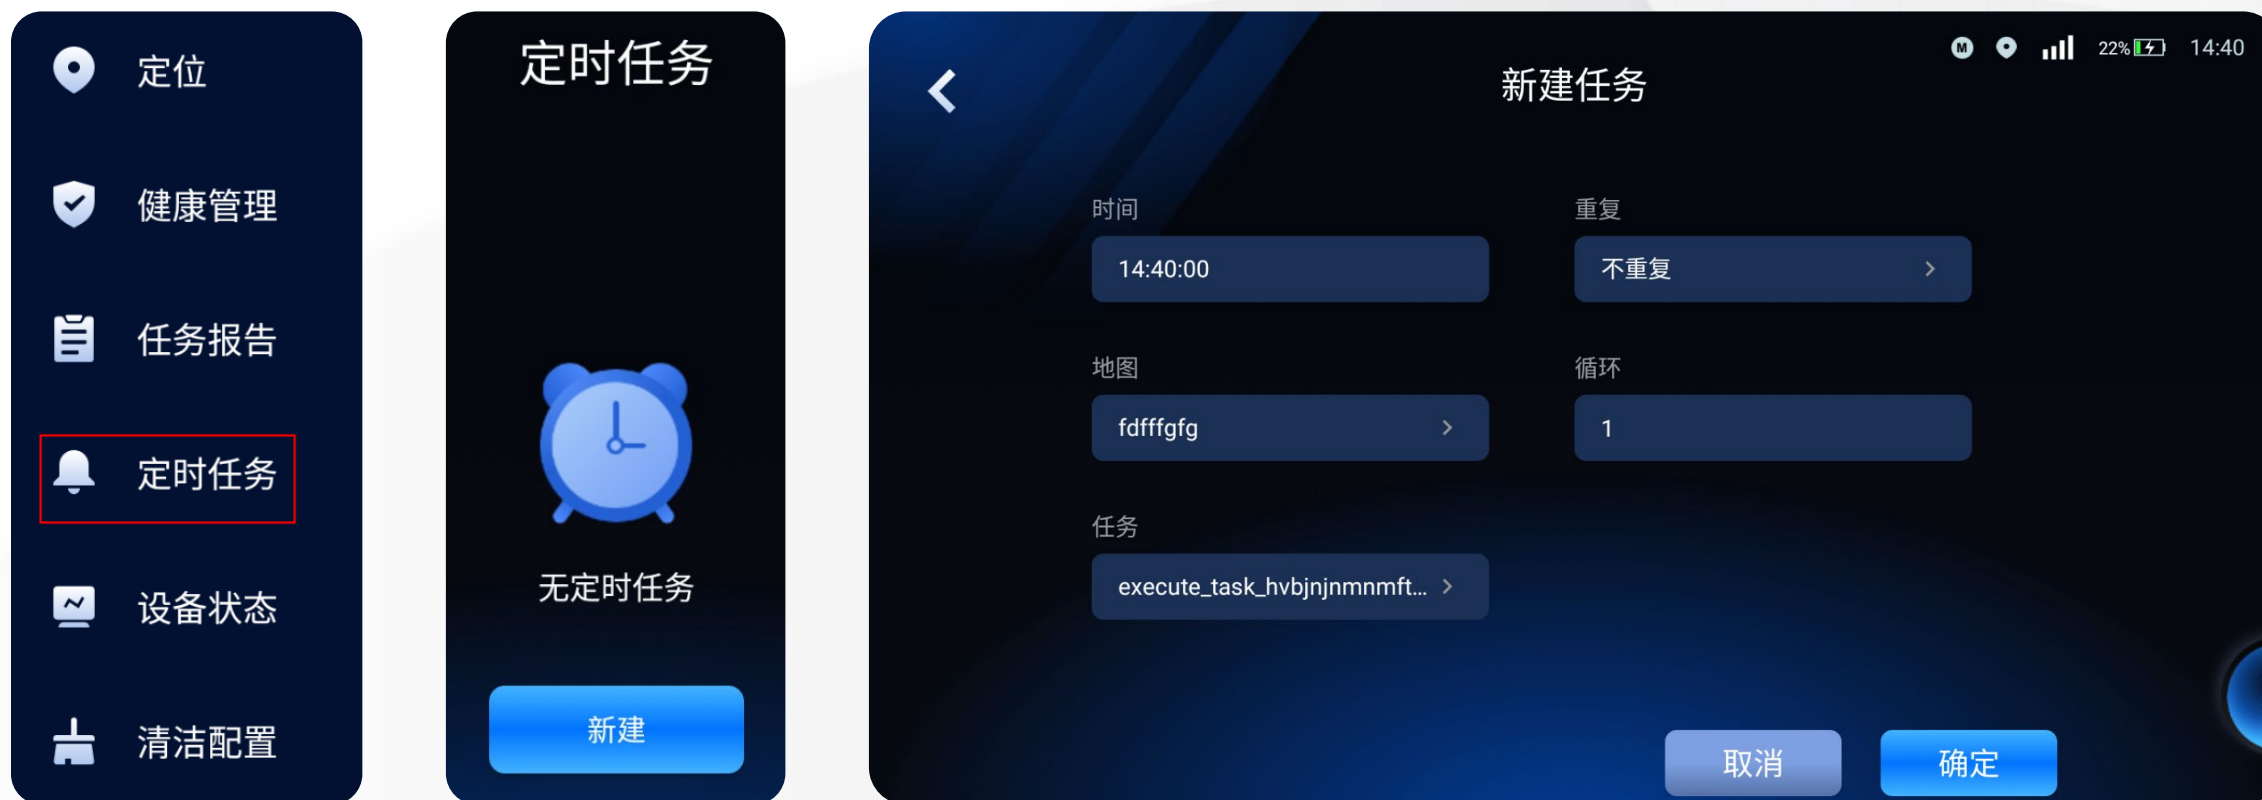 定位
健康管理
任务报告
定时任务
设备状态
清洁配置
定时任务
无定时任务
新建
M 22% 14:40
新建任务
时间
14:40:00
重复
不重复
地图
fdfffgfg
循环
1
任务
execute_task_hvbjnjnmnmft...
取消
确定